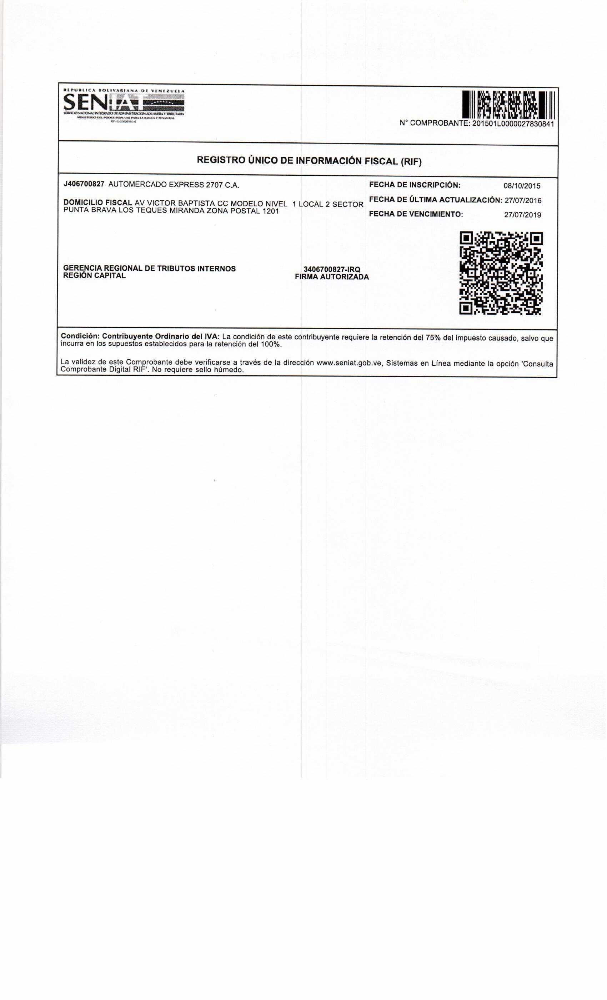 REPUBLICA BOLIVARIANA DE VENEZUELA
SENIAT
SERVICIO NACIONAL INTEGRADO DE ADMINISTRACION ADUANERA Y TRIBUTARIA
MINISTERIO DEL PODER POPULAR PARA LA BANCA Y FINANZAS
N° COMPROBANTE: 201501L0000027830841
REGISTRO ÚNICO DE INFORMACIÓN FISCAL (RIF)
J406700827 AUTOMERCADO EXPRESS 2707 C.A.
FECHA DE INSCRIPCIÓN: 08/10/2015
DOMICILIO FISCAL AV VICTOR BAPTISTA CC MODELO NIVEL 1 LOCAL 2 SECTOR
PUNTA BRAVA LOS TEQUES MIRANDA ZONA POSTAL 1201
FECHA DE ÚLTIMA ACTUALIZACIÓN: 27/07/2016
FECHA DE VENCIMIENTO: 27/07/2019
GERENCIA REGIONAL DE TRIBUTOS INTERNOS
REGIÓN CAPITAL
3406700827-IRQ
FIRMA AUTORIZADA
Condición: Contribuyente Ordinario del IVA: La condición de este contribuyente requiere la retención del 75% del impuesto causado, salvo que
incurra en los supuestos establecidos para la retención del 100%.
La validez de este Comprobante debe verificarse a través de la dirección www.seniat.gob.ve, Sistemas en Línea mediante la opción 'Consulta
Comprobante Digital RIF'. No requiere sello húmedo.